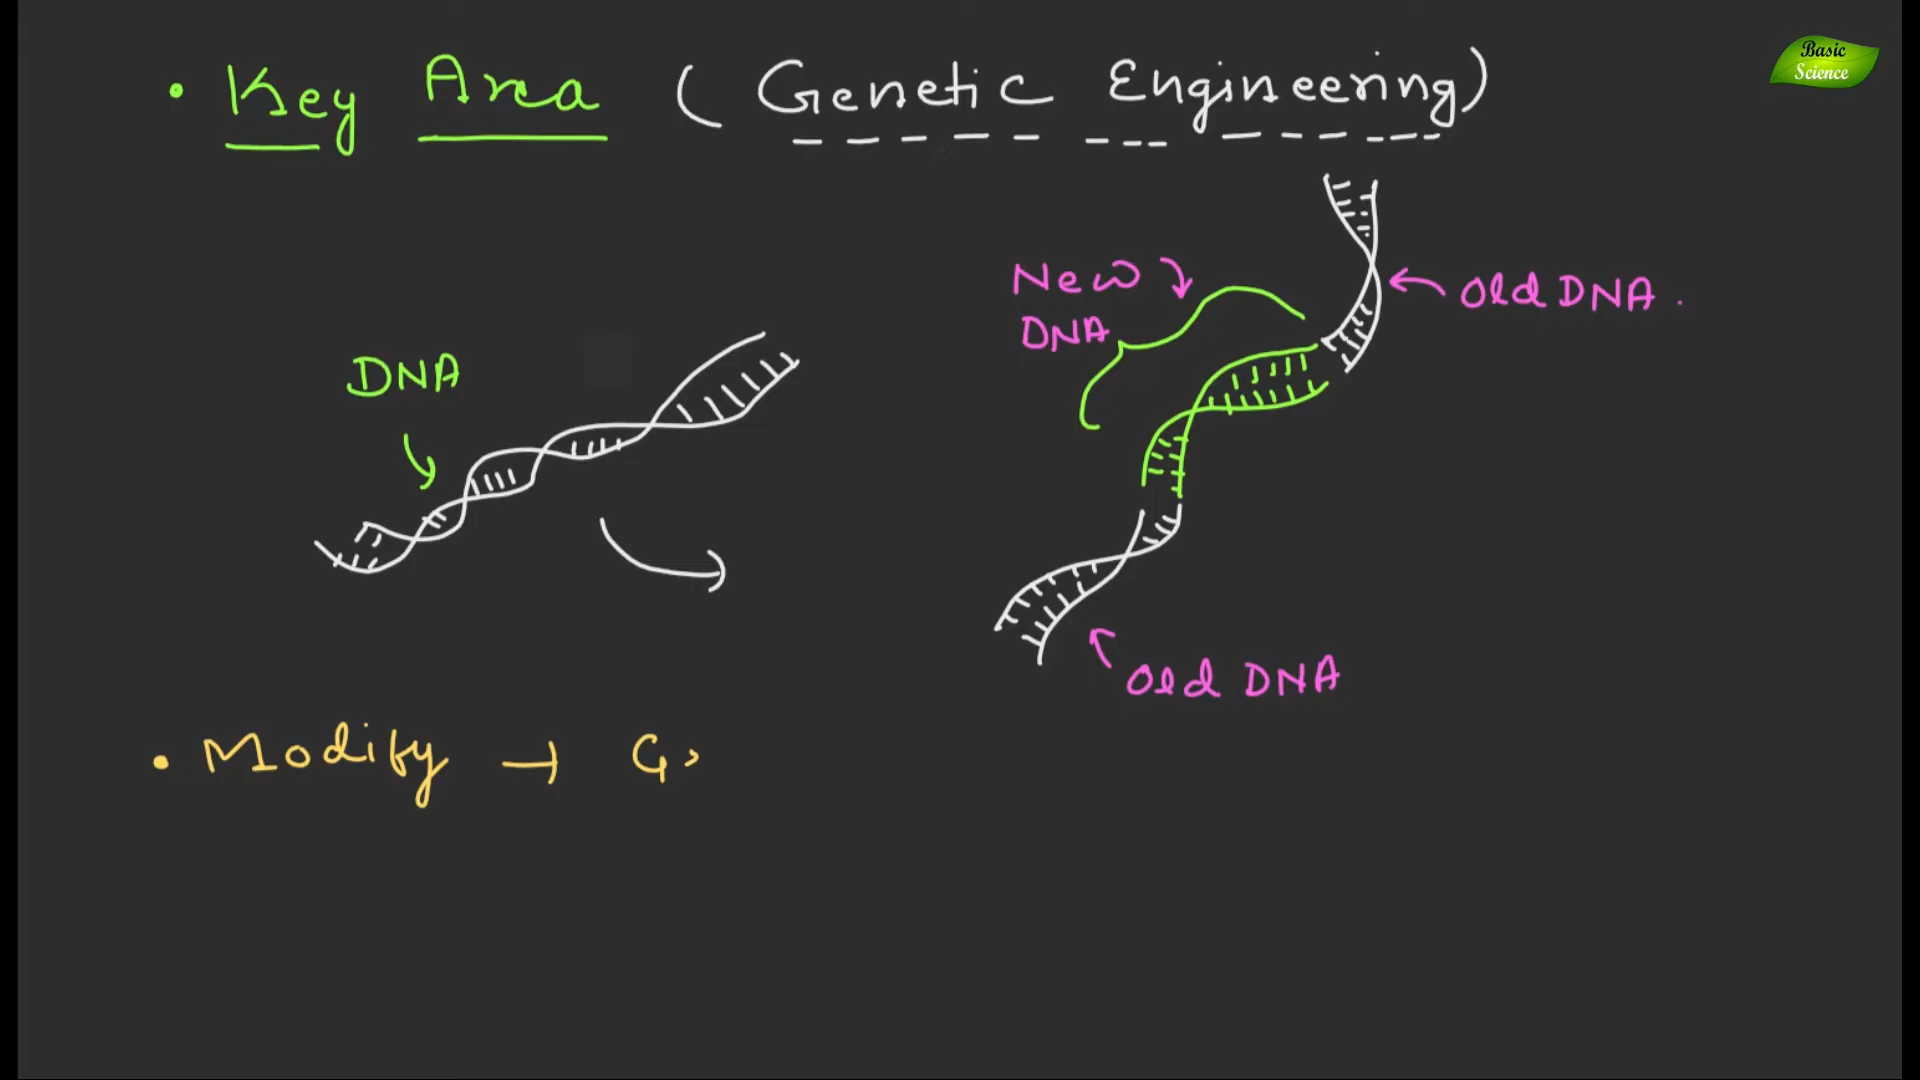 • Key Area (Genetic Engineering)
Basic
Science
New
DNA
Old DNA.
DNA
Old DNA
• Modify → G